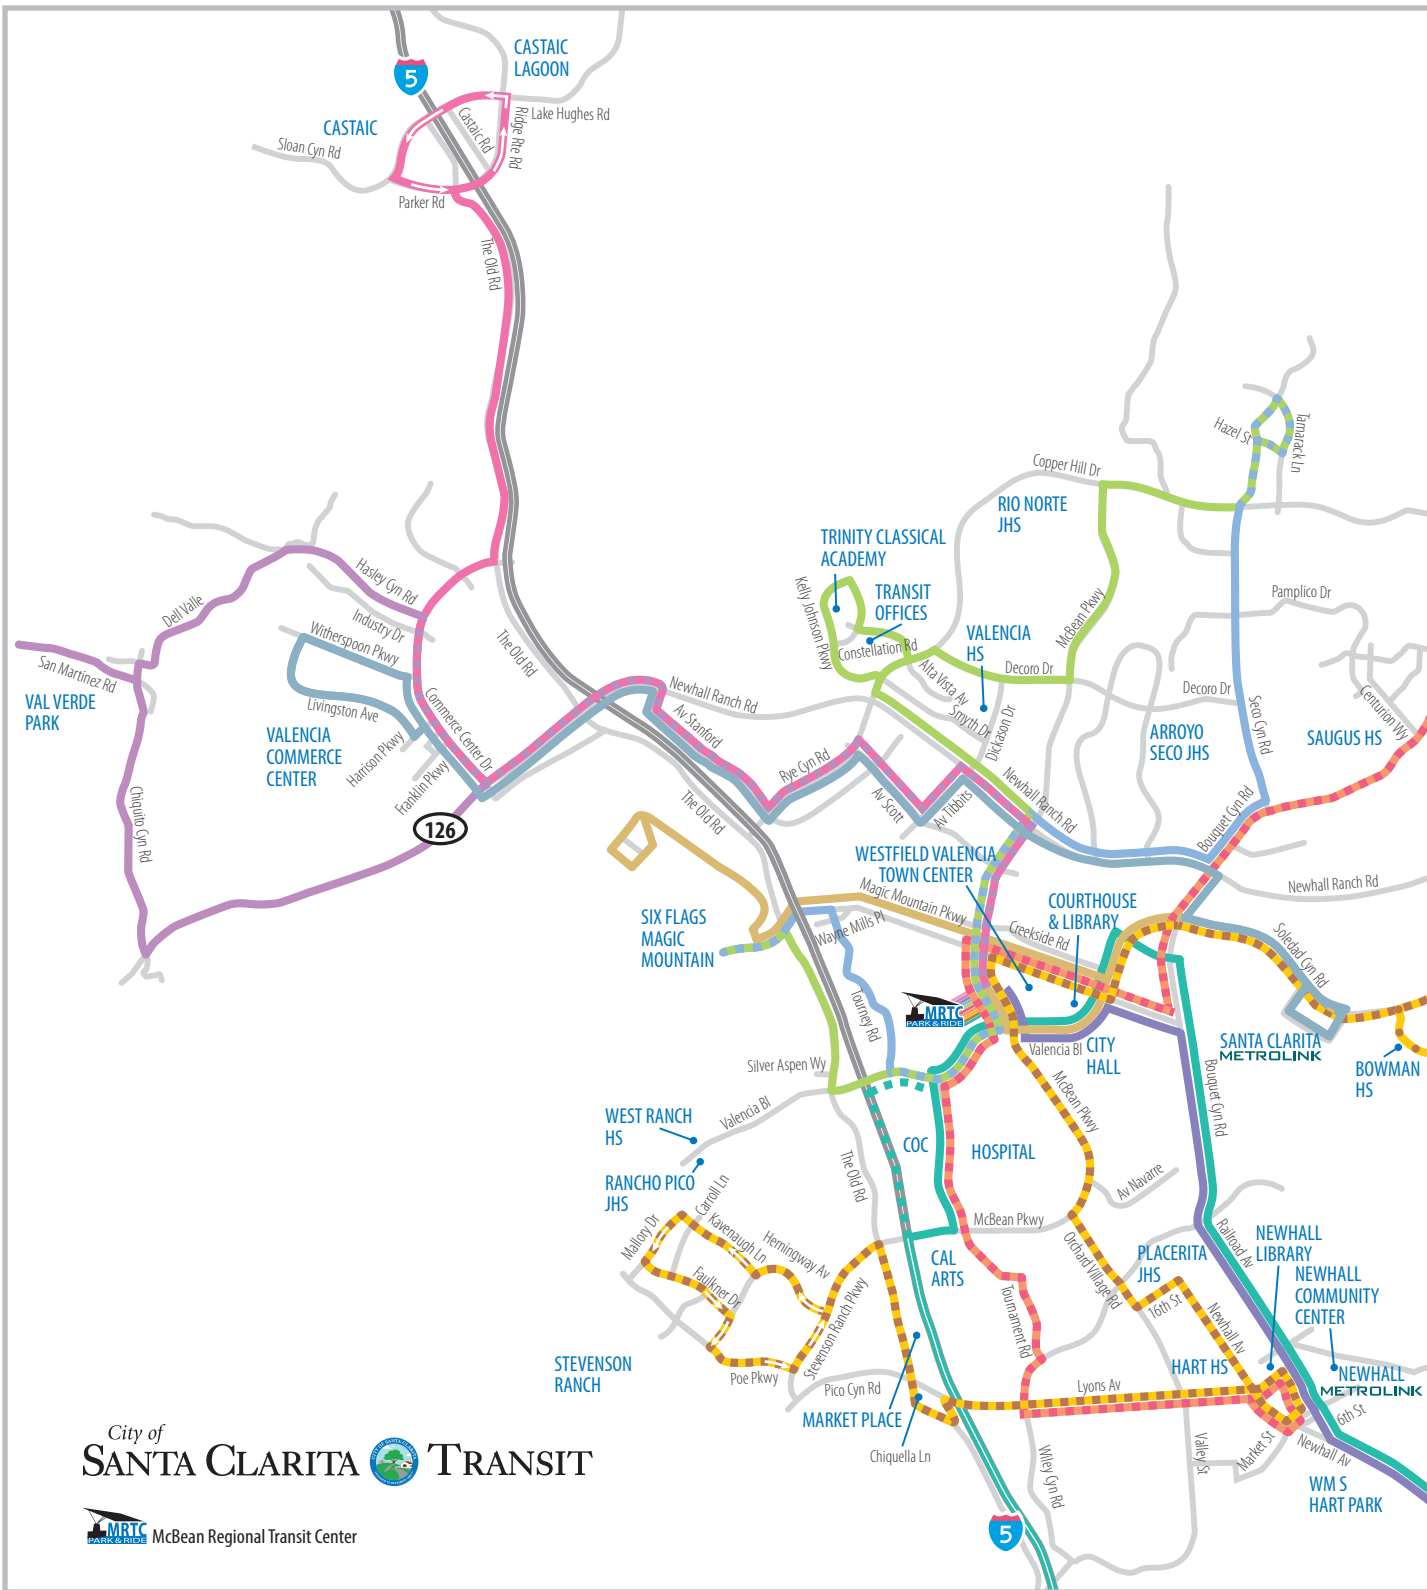 CASTAIC
LAGOON
5
Lake Hughes Rd
Castaic Rd
Ridge Rte Rd
CASTAIC
Sloan Cyn Rd
Parker Rd
The Old Rd
Hazel St
Tamarack Ln
Copper Hill Dr
RIO NORTE
JHS
TRINITY CLASSICAL
ACADEMY
TRANSIT
OFFICES
Kelly Johnson Pkwy
Constellation Rd
VALENCIA
HS
McBean Pkwy
Pamplico Dr
Hasley Cyn Rd
Dell Valle
Industry Dr
Witherspoon Pkwy
The Old Rd
San Martinez Rd
VAL VERDE
PARK
Livingston Ave
VALENCIA
COMMERCE
CENTER
Harrison Pkwy
Franklin Pkwy
Commerce Center Dr
Newhall Ranch Rd
Av Stanford
Alta Vista Av
Smyth Dr
Dickason Dr
Decoro Dr
Decoro Dr
ARROYO
SECO JHS
Seco Cyn Rd
Centurion Wy
SAUGUS HS
Chiquito Cyn Rd
126
The Old Rd
Rye Cyn Rd
Av Scott
Av Tibbits
Newhall Ranch Rd
Bouquet Cyn Rd
WESTFIELD VALENCIA
TOWN CENTER
Newhall Ranch Rd
SIX FLAGS
MAGIC
MOUNTAIN
Magic Mountain Pkwy
Wayne Mills Pl
COURTHOUSE
& LIBRARY
Creekside Rd
Soledad Cyn Rd
MRTC
PARK & RIDE
Tourney Rd
Valencia Bl
CITY
HALL
SANTA CLARITA
METROLINK
BOWMAN
HS
Silver Aspen Wy
Valencia Bl
WEST RANCH
HS
RANCHO PICO
JHS
COC
HOSPITAL
McBean Pkwy
Bouquet Cyn Rd
The Old Rd
Av Navarre
McBean Pkwy
Carroll Ln
Mallory Dr
Kavenaugh Ln
Hemingway Av
Faulkner Dr
CAL
ARTS
Orchard Village Rd
PLACERITA
JHS
Railroad Av
NEWHALL
LIBRARY
NEWHALL
COMMUNITY
CENTER
16th St
Newhall Av
Stevenson Ranch Pkwy
Tournament Rd
STEVENSON
RANCH
Poe Pkwy
Pico Cyn Rd
Lyons Av
HART HS
NEWHALL
METROLINK
MARKET PLACE
6th St
Chiquella Ln
Wiley Cyn Rd
Valley St
Market St
Newhall Av
WM S
HART PARK
5
City of
SANTA CLARITA TRANSIT
MRTC
PARK & RIDE
McBean Regional Transit Center